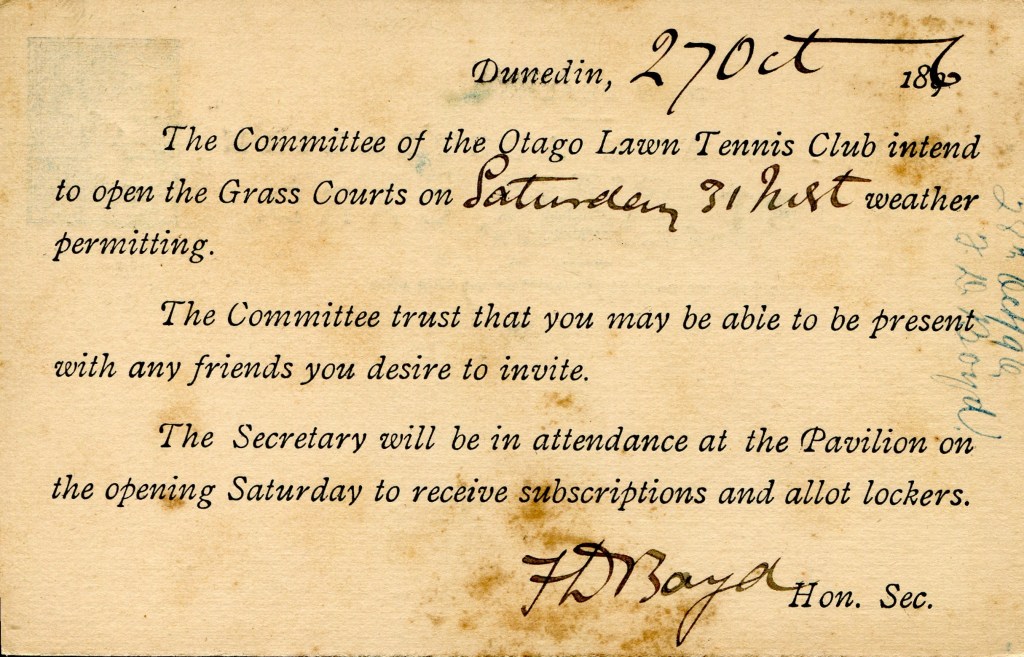 Dunedin, 27 Oct 1896
The Committee of the Otago Lawn Tennis Club intend
to open the Grass Courts on Saturday 31 weather
permitting.
The Committee trust that you may be able to be present
with any friends you desire to invite.
The Secretary will be in attendance at the Pavilion on
the opening Saturday to receive subscriptions and allot lockers.
F D Boyd Hon. Sec.
F D Boyd